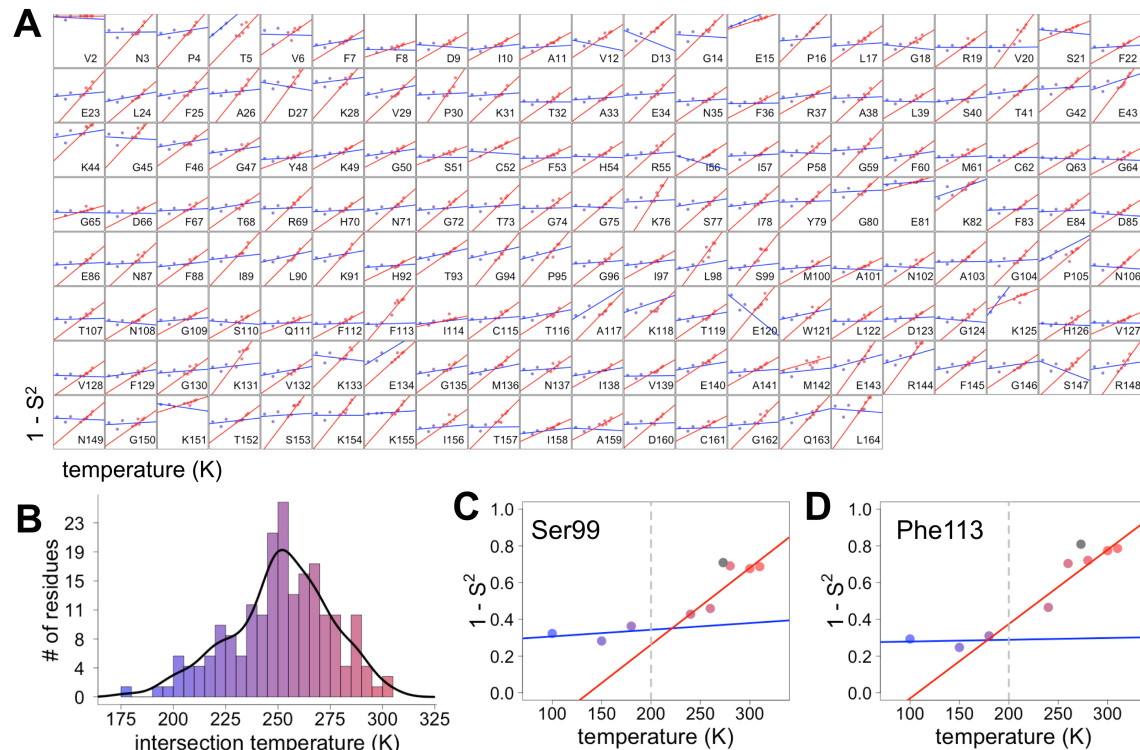 A
V2 N3 P4 T5 V6 F7 F8 D9 I10 A11 V12 D13 G14 E15 P16 L17 G18 R19 V20 S21 F22
E23 L24 F25 A26 D27 K28 V29 P30 K31 T32 A33 E34 N35 F36 R37 A38 L39 S40 T41 G42 E43
K44 G45 F46 G47 Y48 K49 G50 S51 C52 F53 H54 R55 I56 I57 P58 G59 F60 M61 C62 Q63 G64
G65 D66 F67 T68 R69 H70 N71 G72 T73 G74 G75 K76 S77 I78 Y79 G80 E81 K82 F83 E84 D85
E86 N87 F88 I89 L90 K91 H92 T93 G94 P95 G96 I97 L98 S99 M100 A101 N102 A103 G104 P105 N106
T107 N108 G109 S110 Q111 F112 F113 I114 C115 T116 A117 K118 T119 E120 W121 L122 D123 G124 K125 H126 V127
V128 F129 G130 K131 V132 K133 E134 G135 M136 N137 I138 V139 E140 A141 M142 E143 R144 F145 G146 S147 R148
N149 G150 K151 T152 S153 K154 K155 I156 T157 I158 A159 D160 C161 G162 Q163 L164
1 - S²
temperature (K)
B
# of residues
23
19
15
11
8
4
0
175 200 225 250 275 300 325
intersection temperature (K)
C
Ser99
1 - S²
1.0
0.8
0.6
0.4
0.2
0.0
100 150 200 250 300
temperature (K)
D
Phe113
1 - S²
1.0
0.8
0.6
0.4
0.2
0.0
100 150 200 250 300
temperature (K)